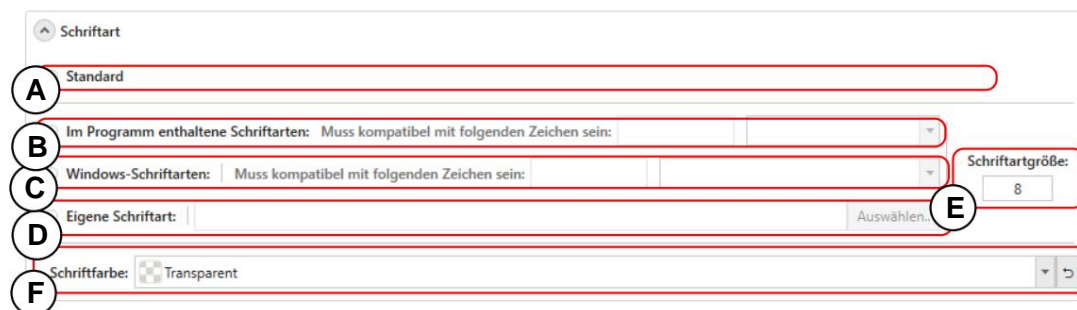 Schriftart
A Standard
B Im Programm enthaltene Schriftarten: Muss kompatibel mit folgenden Zeichen sein:
C Windows-Schriftarten: Muss kompatibel mit folgenden Zeichen sein:
E Schriftartgröße:
8
D Eigene Schriftart: Auswählen..
F Schriftfarbe: Transparent